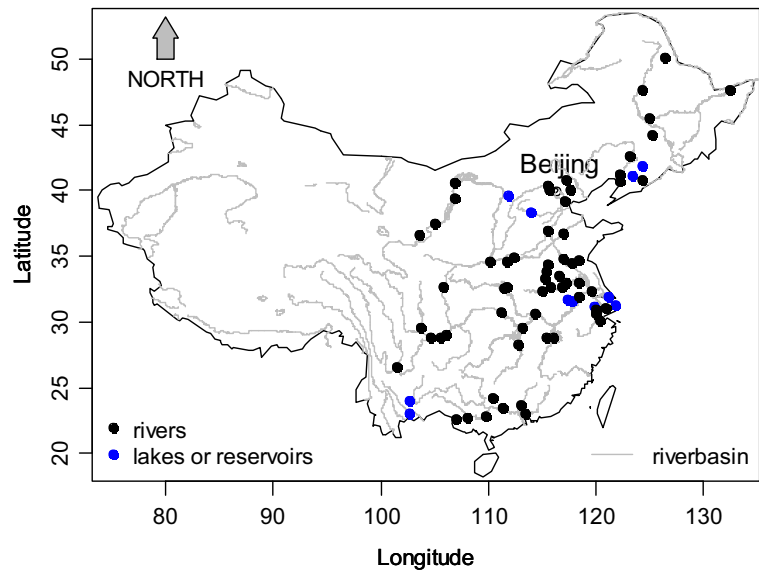 NORTH
Beijing
50
45
40
35
30
25
20
Latitude
rivers
lakes or reservoirs
riverbasin
80 90 100 110 120 130
Longitude